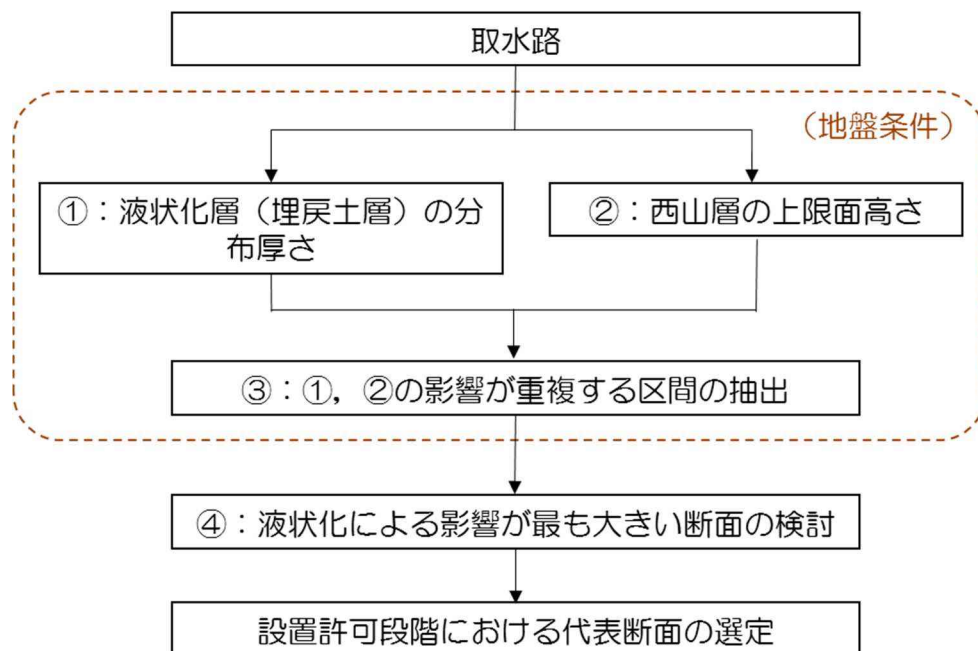 取水路
（地盤条件）
①：液状化層（埋戻土層）の分
布厚さ
②：西山層の上限面高さ
③：①，②の影響が重複する区間の抽出
④：液状化による影響が最も大きい断面の検討
設置許可段階における代表断面の選定